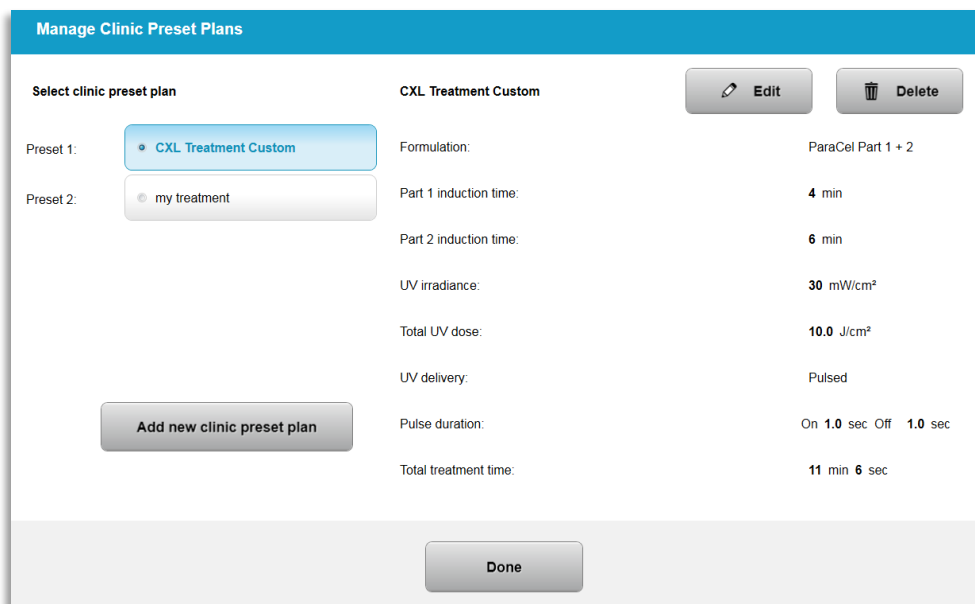 Manage Clinic Preset Plans
Select clinic preset plan
CXL Treatment Custom
Edit
Delete
Preset 1:
CXL Treatment Custom
Preset 2:
my treatment
Add new clinic preset plan
Formulation: ParaCel Part 1 + 2
Part 1 induction time: 4 min
Part 2 induction time: 6 min
UV irradiance: 30 mW/cm²
Total UV dose: 10.0 J/cm²
UV delivery: Pulsed
Pulse duration: On 1.0 sec Off 1.0 sec
Total treatment time: 11 min 6 sec
Done